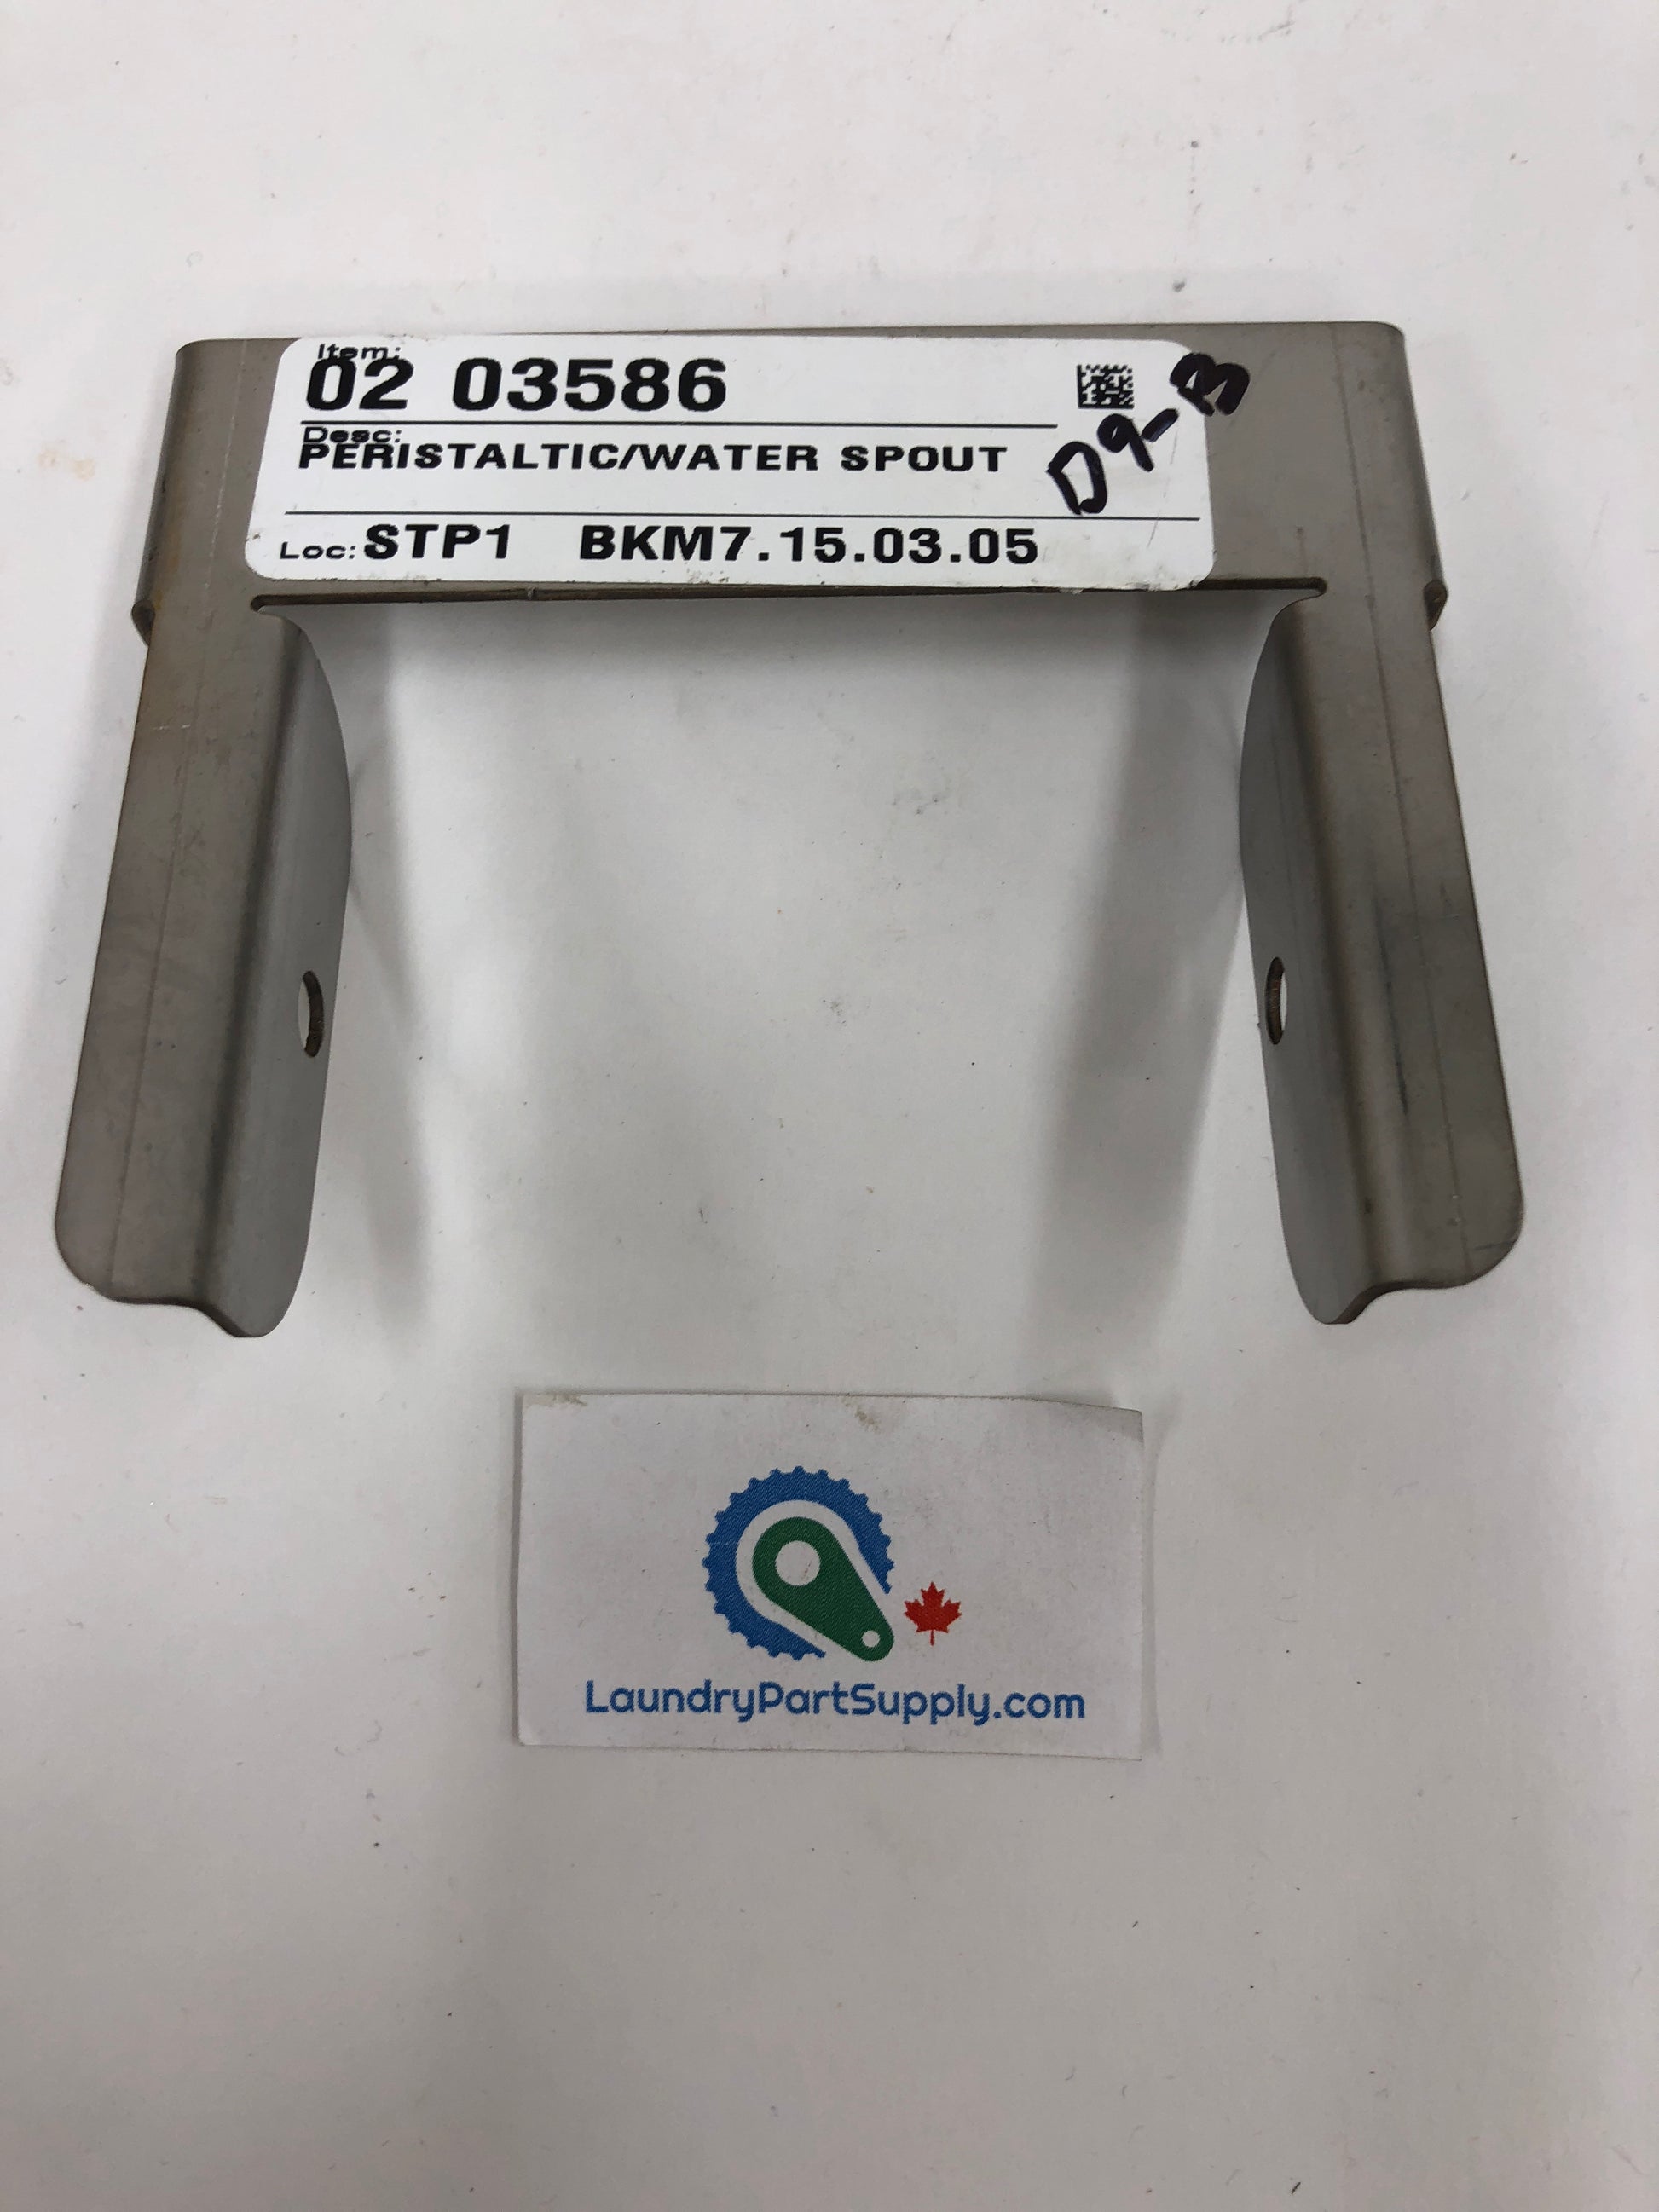 Item:
02 03586
Desc:
PERISTALTIC/WATER SPOUT
D9-B
Loc: STP1 BKM7.15.03.05
LaundryPartSupply.com